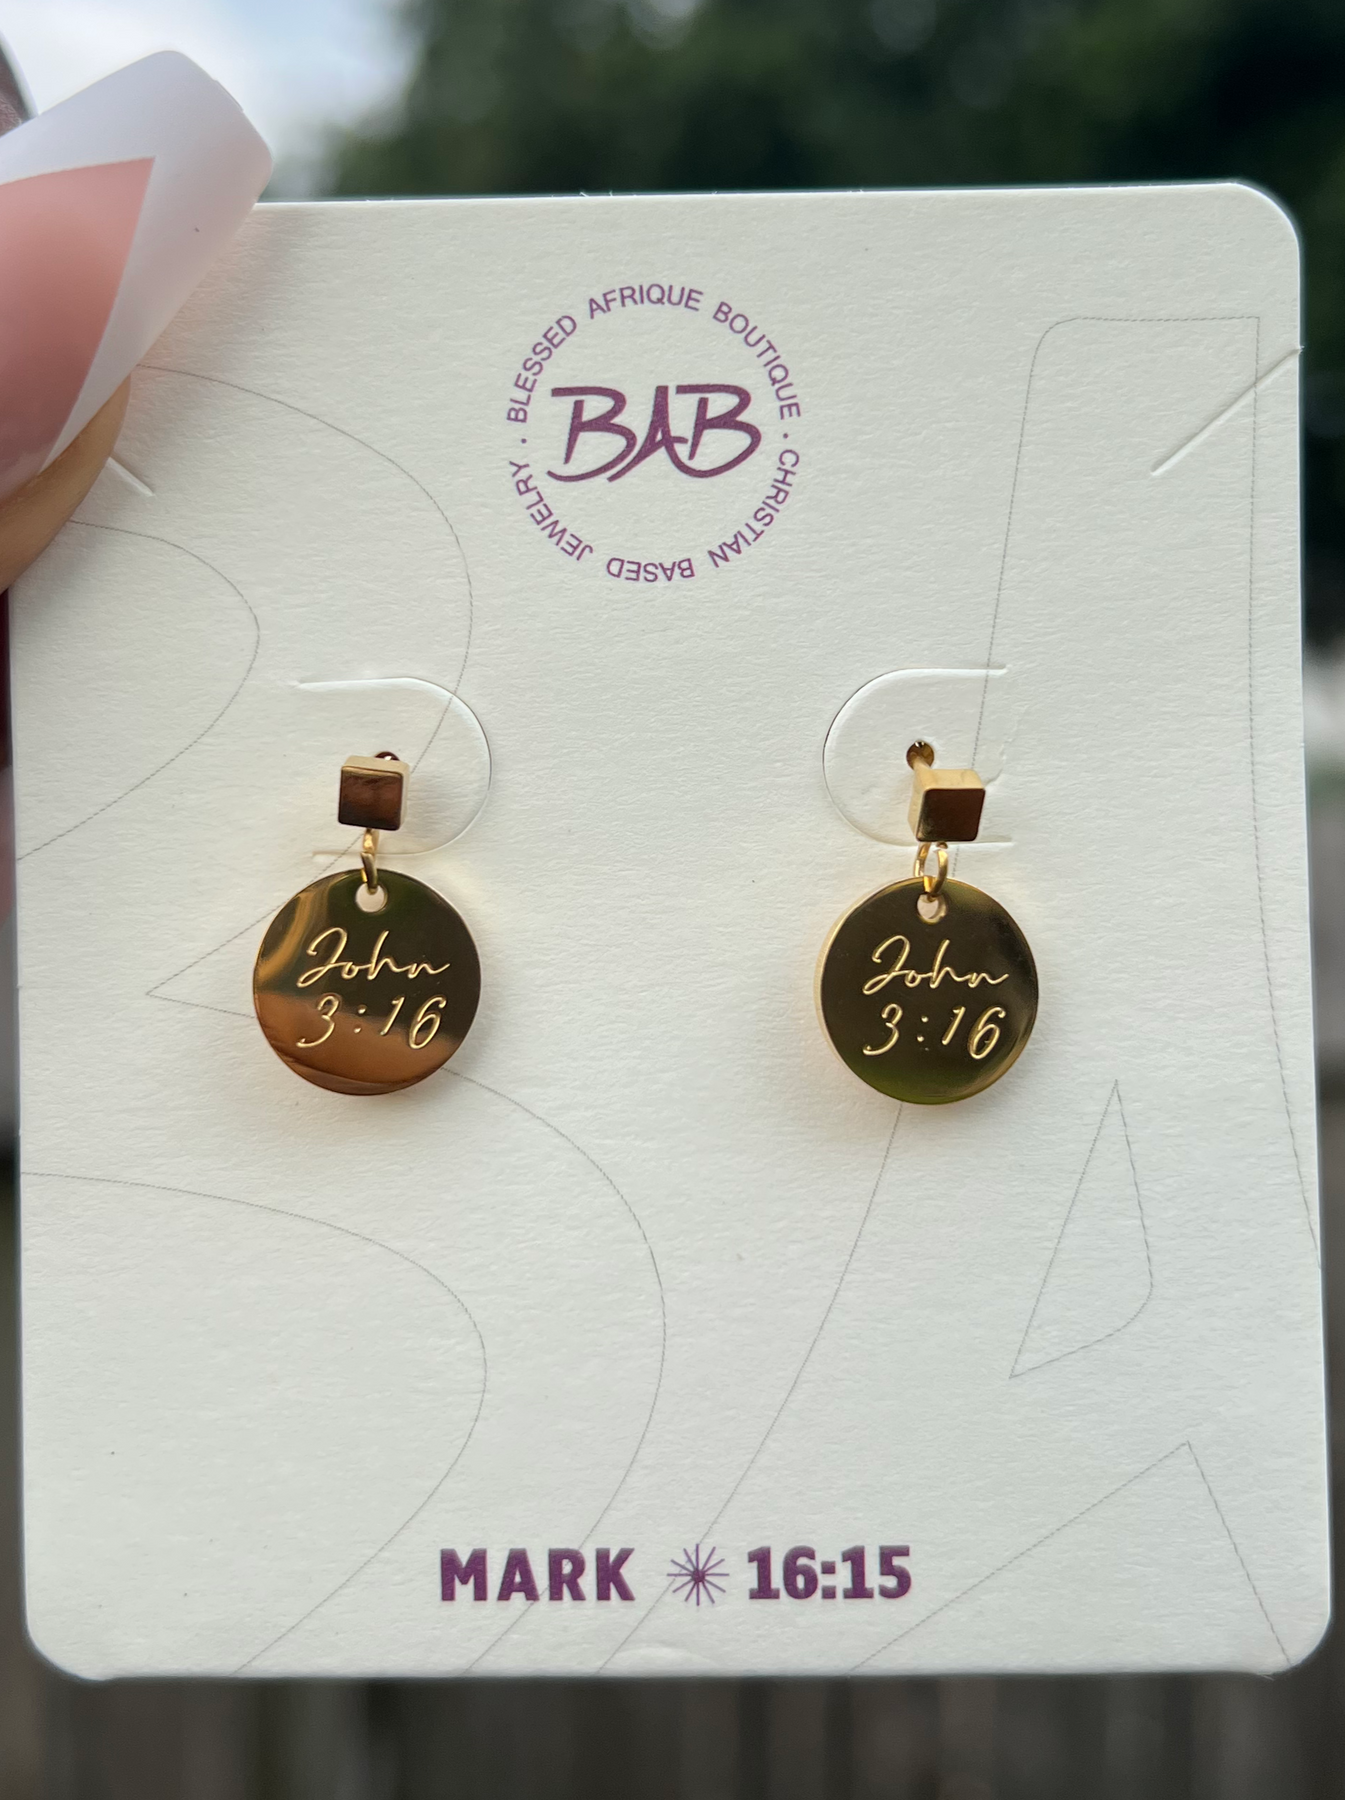 BLESSED AFRIQUE BOUTIQUE · CHRISTIAN BASED JEWELRY ·
BAB
John
3:16
John
3:16
MARK 16:15